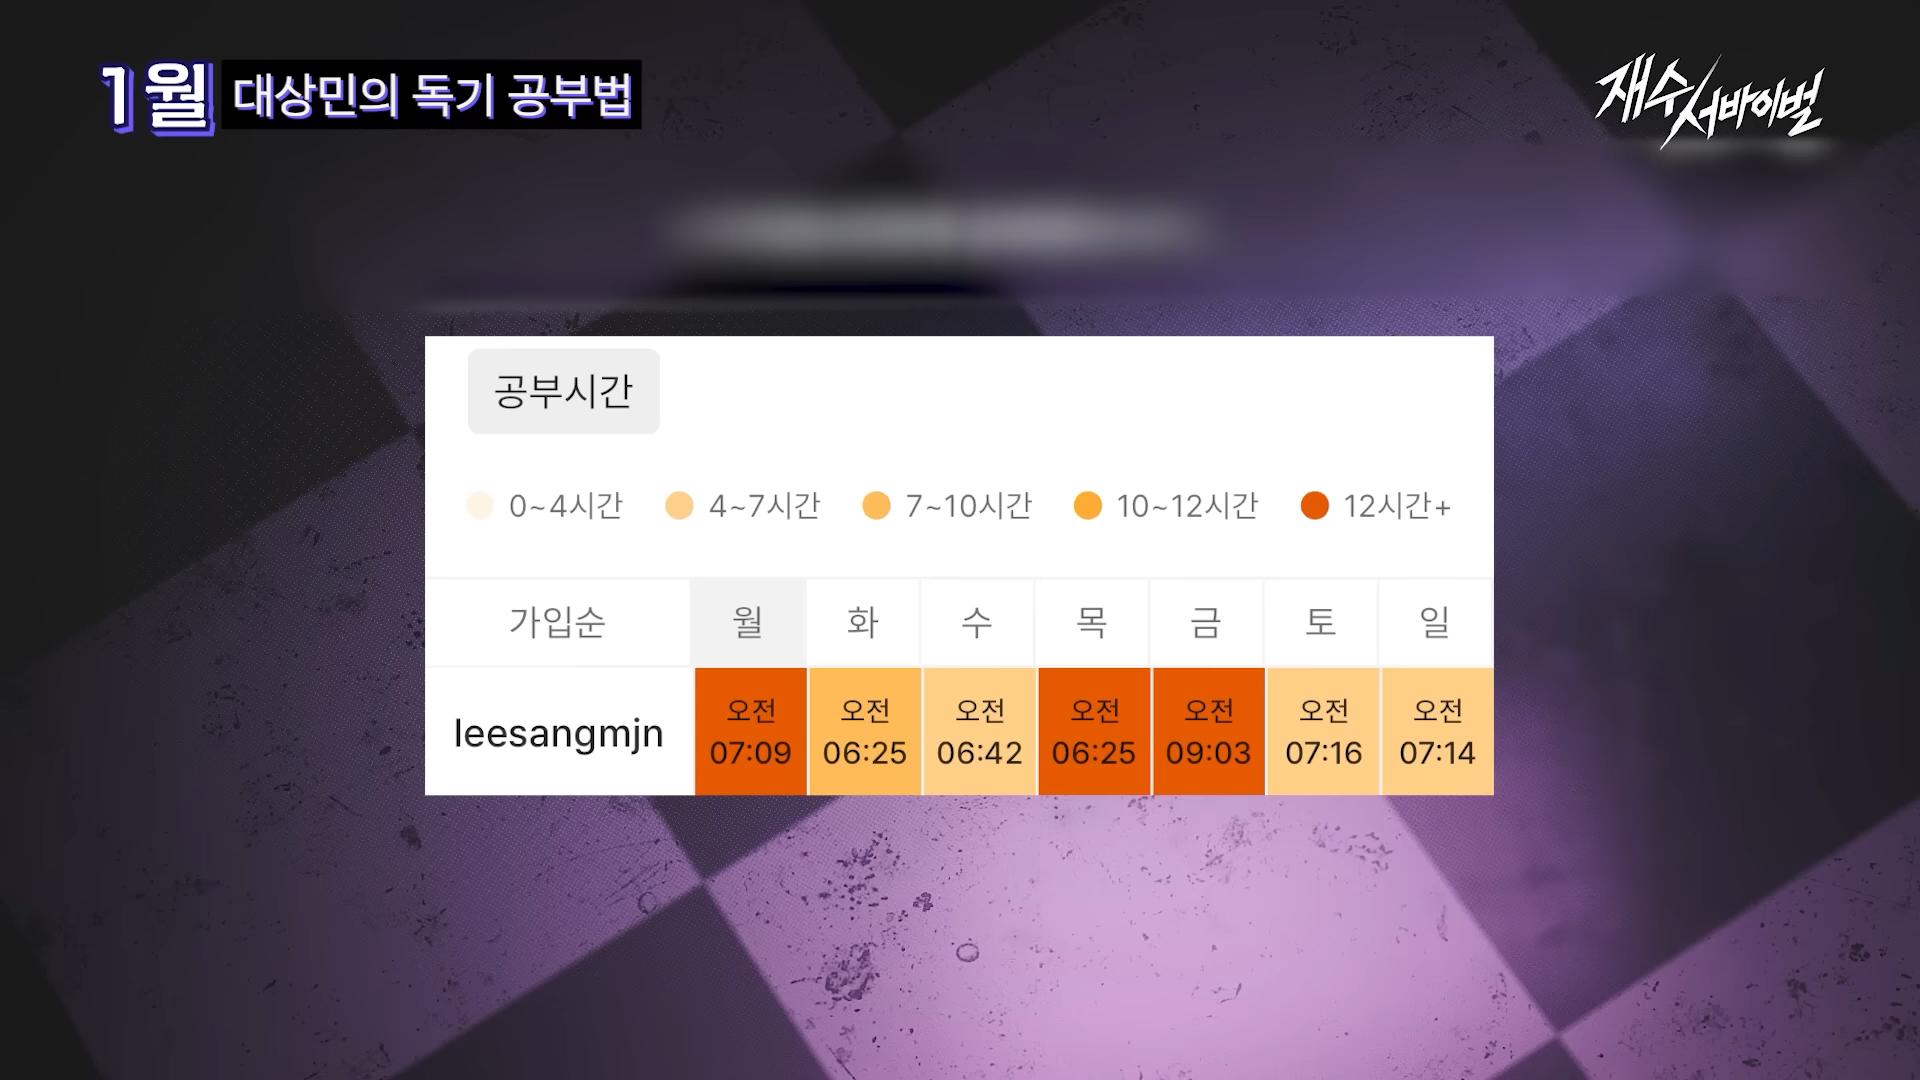 1월 대상민의 독기 공부법
재수서바이벌
공부시간
0~4시간 4~7시간 7~10시간 10~12시간 12시간+
가입순 월 화 수 목 금 토 일
오전 오전 오전 오전 오전 오전 오전
leesangmjn 07:09 06:25 06:42 06:25 09:03 07:16 07:14